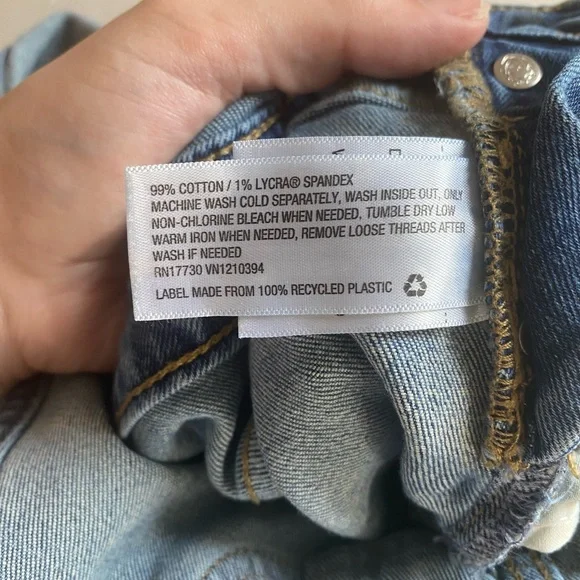 99% COTTON / 1% LYCRA® SPANDEX
MACHINE WASH COLD SEPARATELY, WASH INSIDE OUT, ONLY
NON-CHLORINE BLEACH WHEN NEEDED, TUMBLE DRY LOW
WARM IRON WHEN NEEDED, REMOVE LOOSE THREADS AFTER
WASH IF NEEDED
RN17730 VN1210394
LABEL MADE FROM 100% RECYCLED PLASTIC